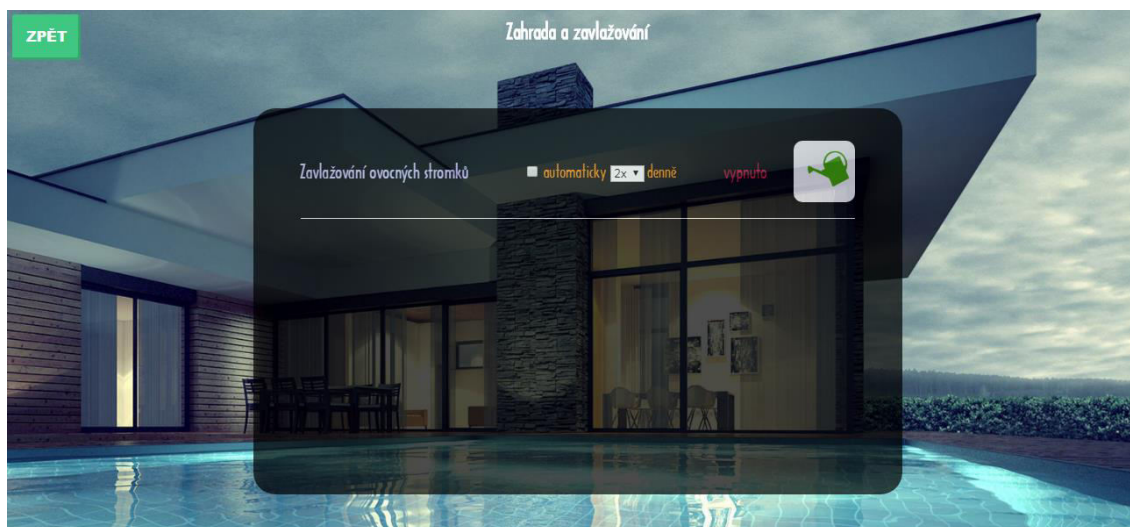 ZPĚT
Zahrada a zavlažování
Zavlažování ovocných stromků automaticky 2x denně vypnuta